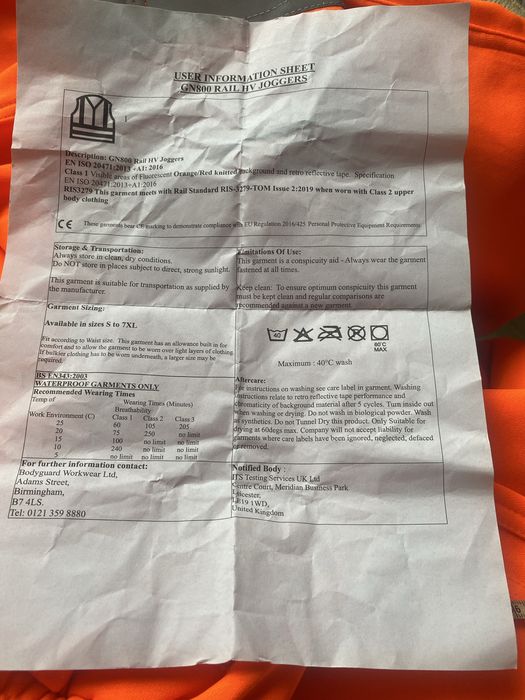 USER INFORMATION SHEET
GN800 RAIL HV JOGGERS
Description: GN800 Rail HV Joggers
EN ISO 20471:2013 +A1: 2016
Class 1 Visible areas of Fluorescent Orange/Red knitted background and retro reflective tape. Specification
EN ISO 20471:2013+A1:2016
RIS3279 This garment meets with Rail Standard RIS-3279-TOM Issue 2:2019 when worn with Class 2 upper
body clothing
CE These garments bear CE marking to demonstrate compliance with EU Regulation 2016/425 Personal Protective Equipment Requirements
Storage & Transportation:
Always store in clean, dry conditions.
Do NOT store in places subject to direct, strong sunlight.
This garment is suitable for transportation as supplied by
the manufacturer.
Limitations Of Use:
This garment is a conspicuity aid - Always wear the garment
fastened at all times.
Keep clean: To ensure optimum conspicuity this garment
must be kept clean and regular comparisons are
recommended against a new garment.
Garment Sizing:
Available in sizes S to 7XL
Fit according to Waist size. This garment has an allowance built in for
comfort and to allow the garment to be worn over light layers of clothing.
If bulkier clothing has to be worn underneath, a larger size may be
required.
40
60°C
MAX
Maximum : 40°C wash
BS EN343:2003
WATERPROOF GARMENTS ONLY
Recommended Wearing Times
Temp of Wearing Times (Minutes)
Breathability
Work Environment (C) Class 1 Class 2 Class 3
25 60 105 205
20 75 250 no limit
15 100 no limit no limit
10 240 no limit no limit
5 no limit no limit no limit
Aftercare:
For instructions on washing see care label in garment. Washing
instructions relate to retro reflective tape performance and
chromaticity of background material after 5 cycles. Turn inside out
when washing or drying. Do not wash in biological powder. Wash
as synthetics. Do not Tunnel Dry this product. Only Suitable for
drying at 60degs max. Company will not accept liability for
garments where care labels have been ignored, neglected, defaced
or removed.
For further information contact:
Bodyguard Workwear Ltd,
Adams Street,
Birmingham,
B7 4LS.
Tel: 0121 359 8880
Notified Body :
ITS Testing Services UK Ltd
Centre Court, Meridian Business Park
Leicester,
LE19 1WD,
United Kingdom